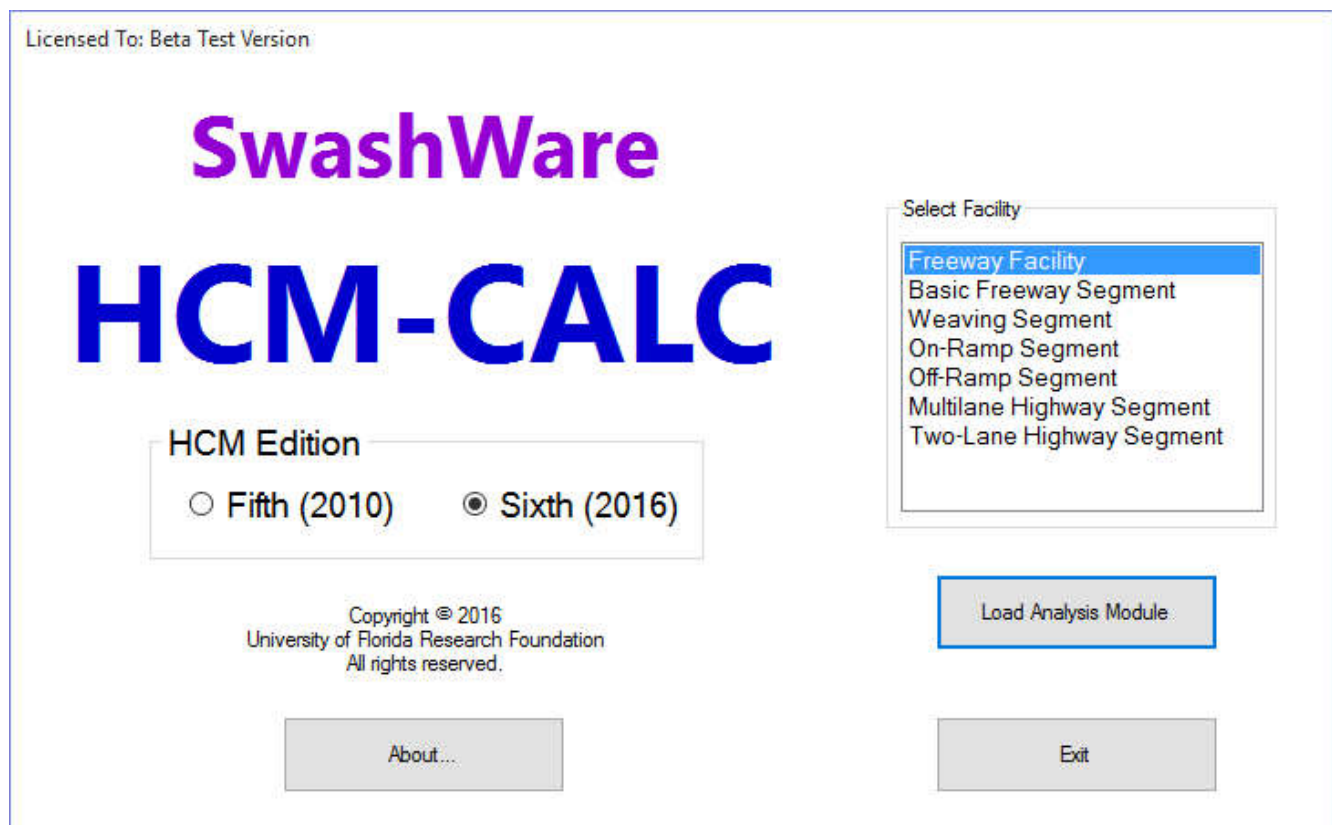 Licensed To: Beta Test Version
SwashWare
HCM-CALC
HCM Edition
Fifth (2010)
Sixth (2016)
Copyright © 2016
University of Florida Research Foundation
All rights reserved.
About...
Select Facility
Freeway Facility
Basic Freeway Segment
Weaving Segment
On-Ramp Segment
Off-Ramp Segment
Multilane Highway Segment
Two-Lane Highway Segment
Load Analysis Module
Exit